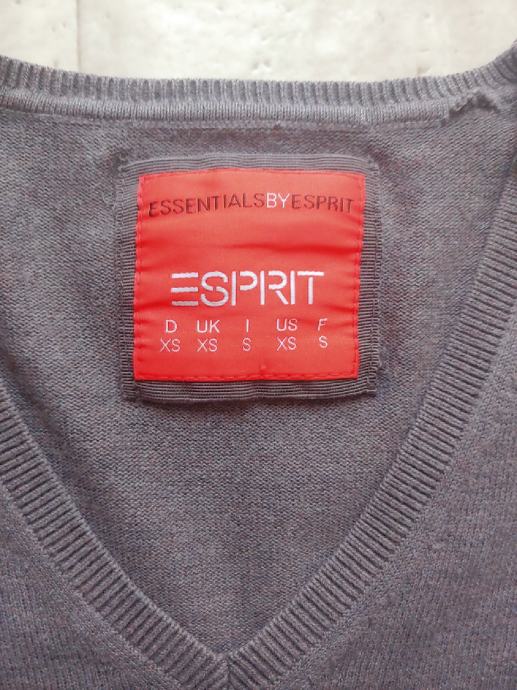 ESSENTIALSBYESPRIT
ESPRIT
D UK I US F
XS XS S XS S